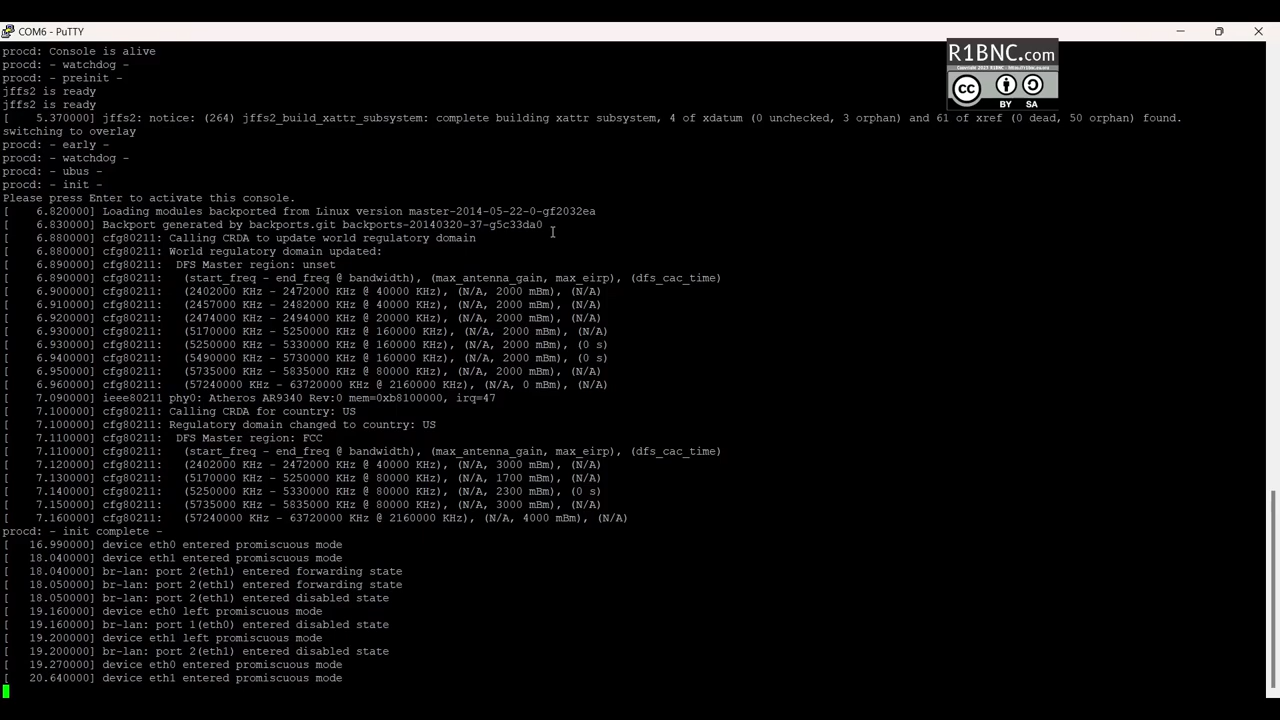 COM6 - PuTTY
procd: Console is alive
procd: - watchdog -
procd: - preinit -
jffs2 is ready
jffs2 is ready
[    5.370000] jffs2: notice: (264) jffs2_build_xattr_subsystem: complete building xattr subsystem, 4 of xdatum (0 unchecked, 3 orphan) and 61 of xref (0 dead, 50 orphan) found.
switching to overlay
procd: - early -
procd: - watchdog -
procd: - ubus -
procd: - init -
Please press Enter to activate this console.
[    6.820000] Loading modules backported from Linux version master-2014-05-22-0-gf2032ea
[    6.830000] Backport generated by backports.git backports-20140320-37-g5c33da0
[    6.880000] cfg80211: Calling CRDA to update world regulatory domain
[    6.880000] cfg80211: World regulatory domain updated:
[    6.890000] cfg80211:  DFS Master region: unset
[    6.890000] cfg80211:   (start_freq - end_freq @ bandwidth), (max_antenna_gain, max_eirp), (dfs_cac_time)
[    6.900000] cfg80211:   (2402000 KHz - 2472000 KHz @ 40000 KHz), (N/A, 2000 mBm), (N/A)
[    6.910000] cfg80211:   (2457000 KHz - 2482000 KHz @ 40000 KHz), (N/A, 2000 mBm), (N/A)
[    6.920000] cfg80211:   (2474000 KHz - 2494000 KHz @ 20000 KHz), (N/A, 2000 mBm), (N/A)
[    6.930000] cfg80211:   (5170000 KHz - 5250000 KHz @ 160000 KHz), (N/A, 2000 mBm), (N/A)
[    6.930000] cfg80211:   (5250000 KHz - 5330000 KHz @ 160000 KHz), (N/A, 2000 mBm), (0 s)
[    6.940000] cfg80211:   (5490000 KHz - 5730000 KHz @ 160000 KHz), (N/A, 2000 mBm), (0 s)
[    6.950000] cfg80211:   (5735000 KHz - 5835000 KHz @ 80000 KHz), (N/A, 2000 mBm), (N/A)
[    6.960000] cfg80211:   (57240000 KHz - 63720000 KHz @ 2160000 KHz), (N/A, 0 mBm), (N/A)
[    7.090000] ieee80211 phy0: Atheros AR9340 Rev:0 mem=0xb8100000, irq=47
[    7.100000] cfg80211: Calling CRDA for country: US
[    7.100000] cfg80211: Regulatory domain changed to country: US
[    7.110000] cfg80211:  DFS Master region: FCC
[    7.110000] cfg80211:   (start_freq - end_freq @ bandwidth), (max_antenna_gain, max_eirp), (dfs_cac_time)
[    7.120000] cfg80211:   (2402000 KHz - 2472000 KHz @ 40000 KHz), (N/A, 3000 mBm), (N/A)
[    7.130000] cfg80211:   (5170000 KHz - 5250000 KHz @ 80000 KHz), (N/A, 1700 mBm), (N/A)
[    7.140000] cfg80211:   (5250000 KHz - 5330000 KHz @ 80000 KHz), (N/A, 2300 mBm), (0 s)
[    7.150000] cfg80211:   (5735000 KHz - 5835000 KHz @ 80000 KHz), (N/A, 3000 mBm), (N/A)
[    7.160000] cfg80211:   (57240000 KHz - 63720000 KHz @ 2160000 KHz), (N/A, 4000 mBm), (N/A)
procd: - init complete -
[   16.990000] device eth0 entered promiscuous mode
[   18.040000] device eth1 entered promiscuous mode
[   18.040000] br-lan: port 2(eth1) entered forwarding state
[   18.050000] br-lan: port 2(eth1) entered forwarding state
[   18.050000] br-lan: port 2(eth1) entered disabled state
[   19.160000] device eth0 left promiscuous mode
[   19.160000] br-lan: port 1(eth0) entered disabled state
[   19.200000] device eth1 left promiscuous mode
[   19.200000] br-lan: port 2(eth1) entered disabled state
[   19.270000] device eth0 entered promiscuous mode
[   20.640000] device eth1 entered promiscuous mode
R1BNC.com
cc
BY SA